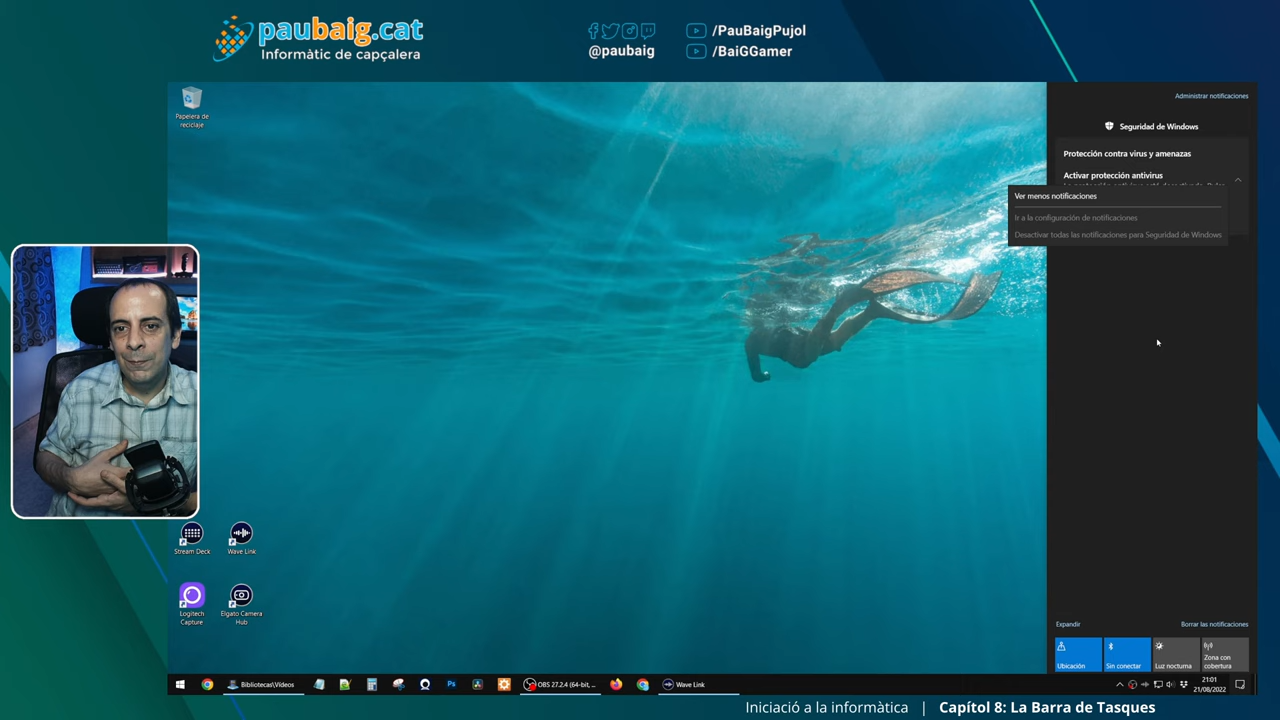 paubaig.cat
Informàtic de capçalera
@paubaig
/PauBaigPujol
/BaiGGamer
Papelera de
reciclaje
Administrar notificaciones
Seguridad de Windows
Protección contra virus y amenazas
Activar protección antivirus
Ver menos notificaciones
Ir a la configuración de notificaciones
Desactivar todas las notificaciones para Seguridad de Windows
Stream Deck
Wave Link
Logitech
Capture
Elgato Camera
Hub
Expandir
Borrar las notificaciones
Ubicación
Sin conectar
Luz nocturna
Zona con
cobertura
Bibliotecas\Vídeos
Ps
OBS 27.2.4 (64-bit, ...
Wave Link
21:01
21/08/2022
Iniciació a la informàtica | Capítol 8: La Barra de Tasques